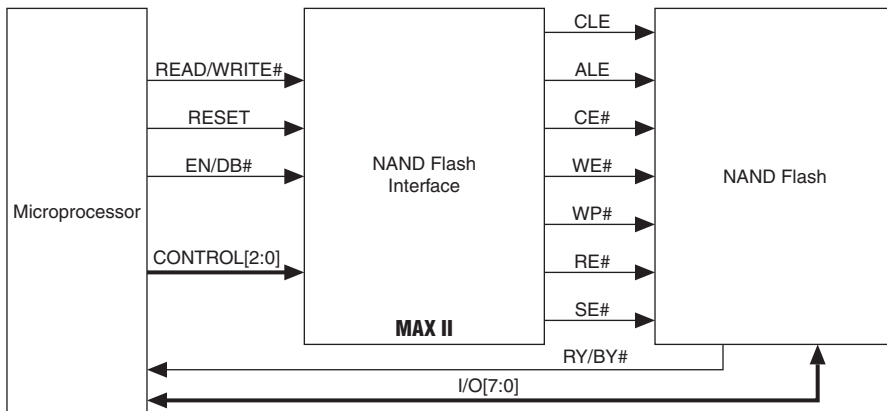 Microprocessor
READ/WRITE#
RESET
EN/DB#
CONTROL[2:0]
NAND Flash
Interface
MAX II
CLE
ALE
CE#
WE#
WP#
RE#
SE#
NAND Flash
RY/BY#
I/O[7:0]